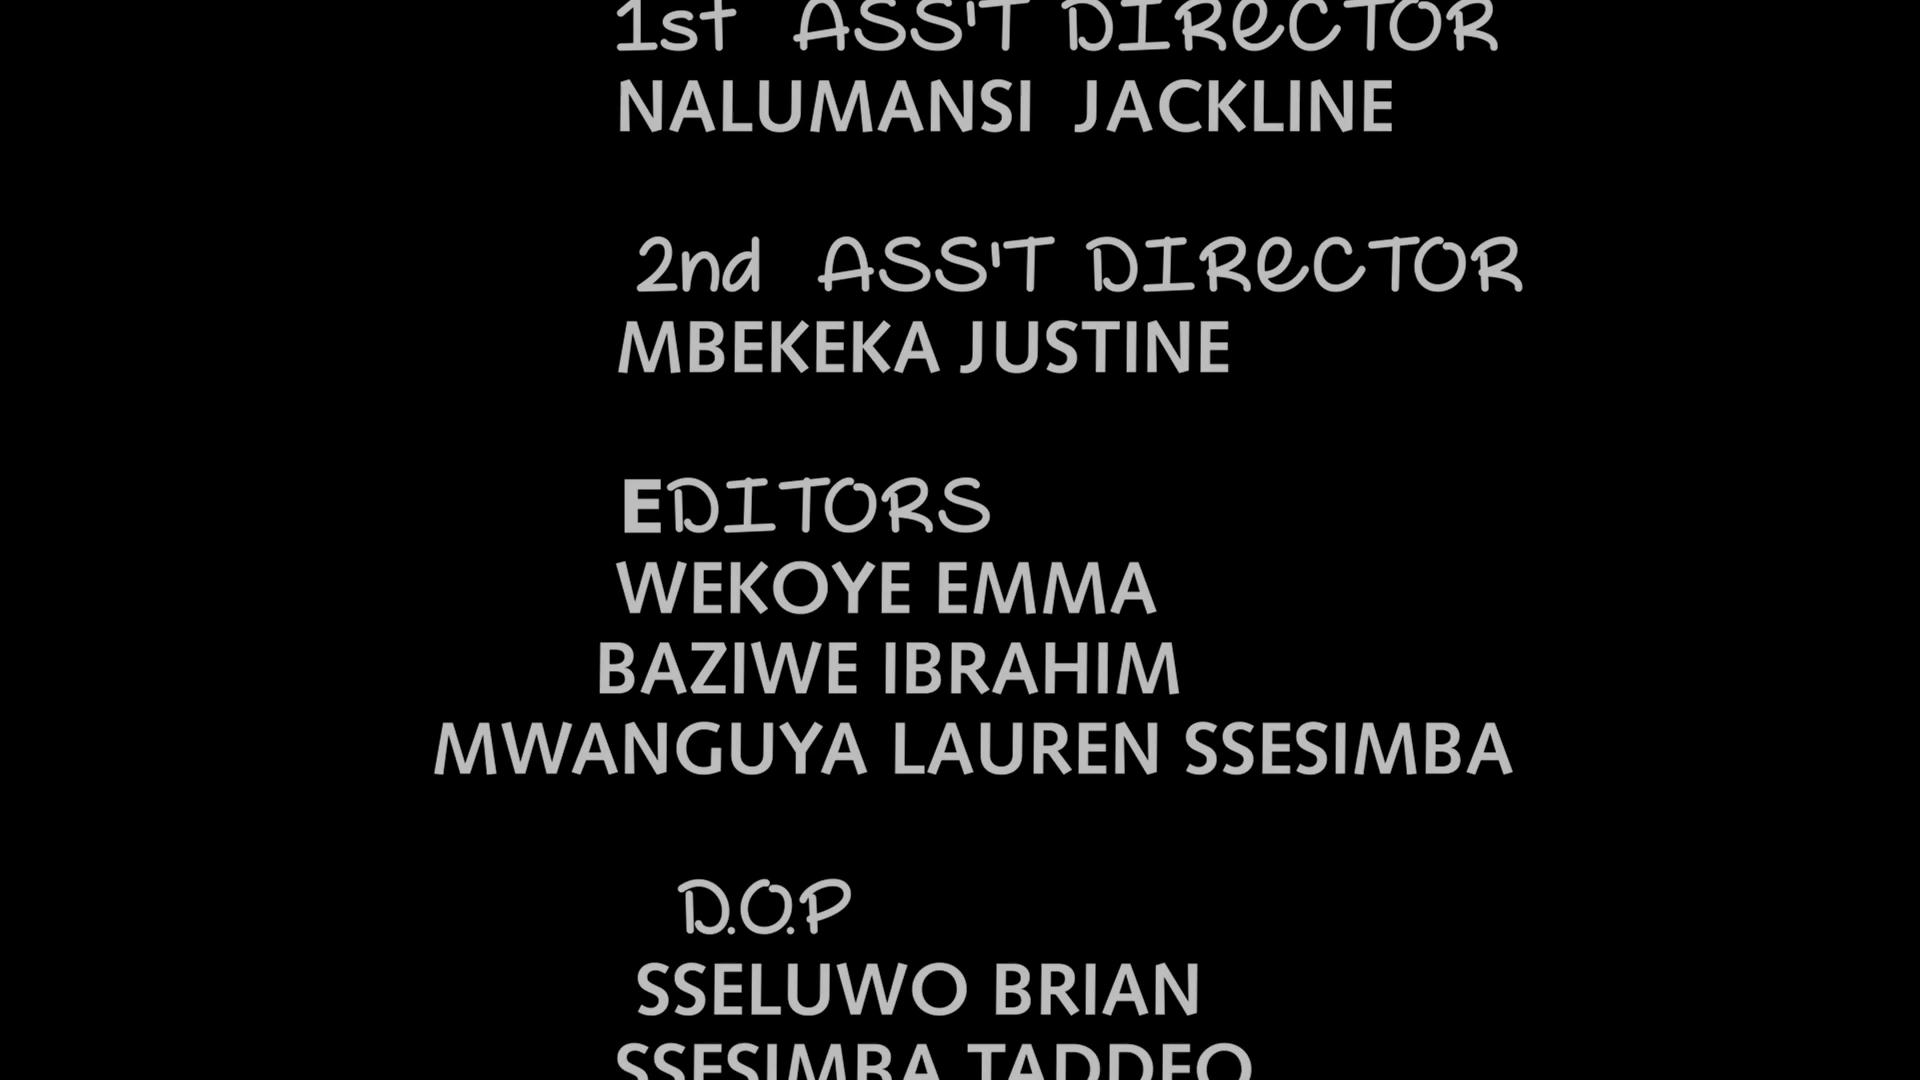 1st ASS'T DIRECTOR
NALUMANSI JACKLINE
2nd ASS'T DIRECTOR
MBEKEKA JUSTINE
EDITORS
WEKOYE EMMA
BAZIWE IBRAHIM
MWANGUYA LAUREN SSESIMBA
D.O.P
SSELUWO BRIAN
SSESIMBA TADDEO